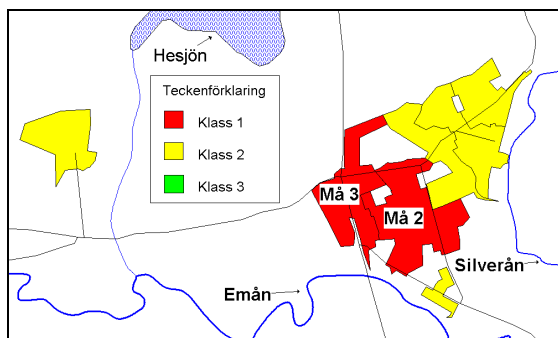 Hesjön
Teckenförklaring
Klass 1
Klass 2
Klass 3
Må 3
Må 2
Silverån
Emån